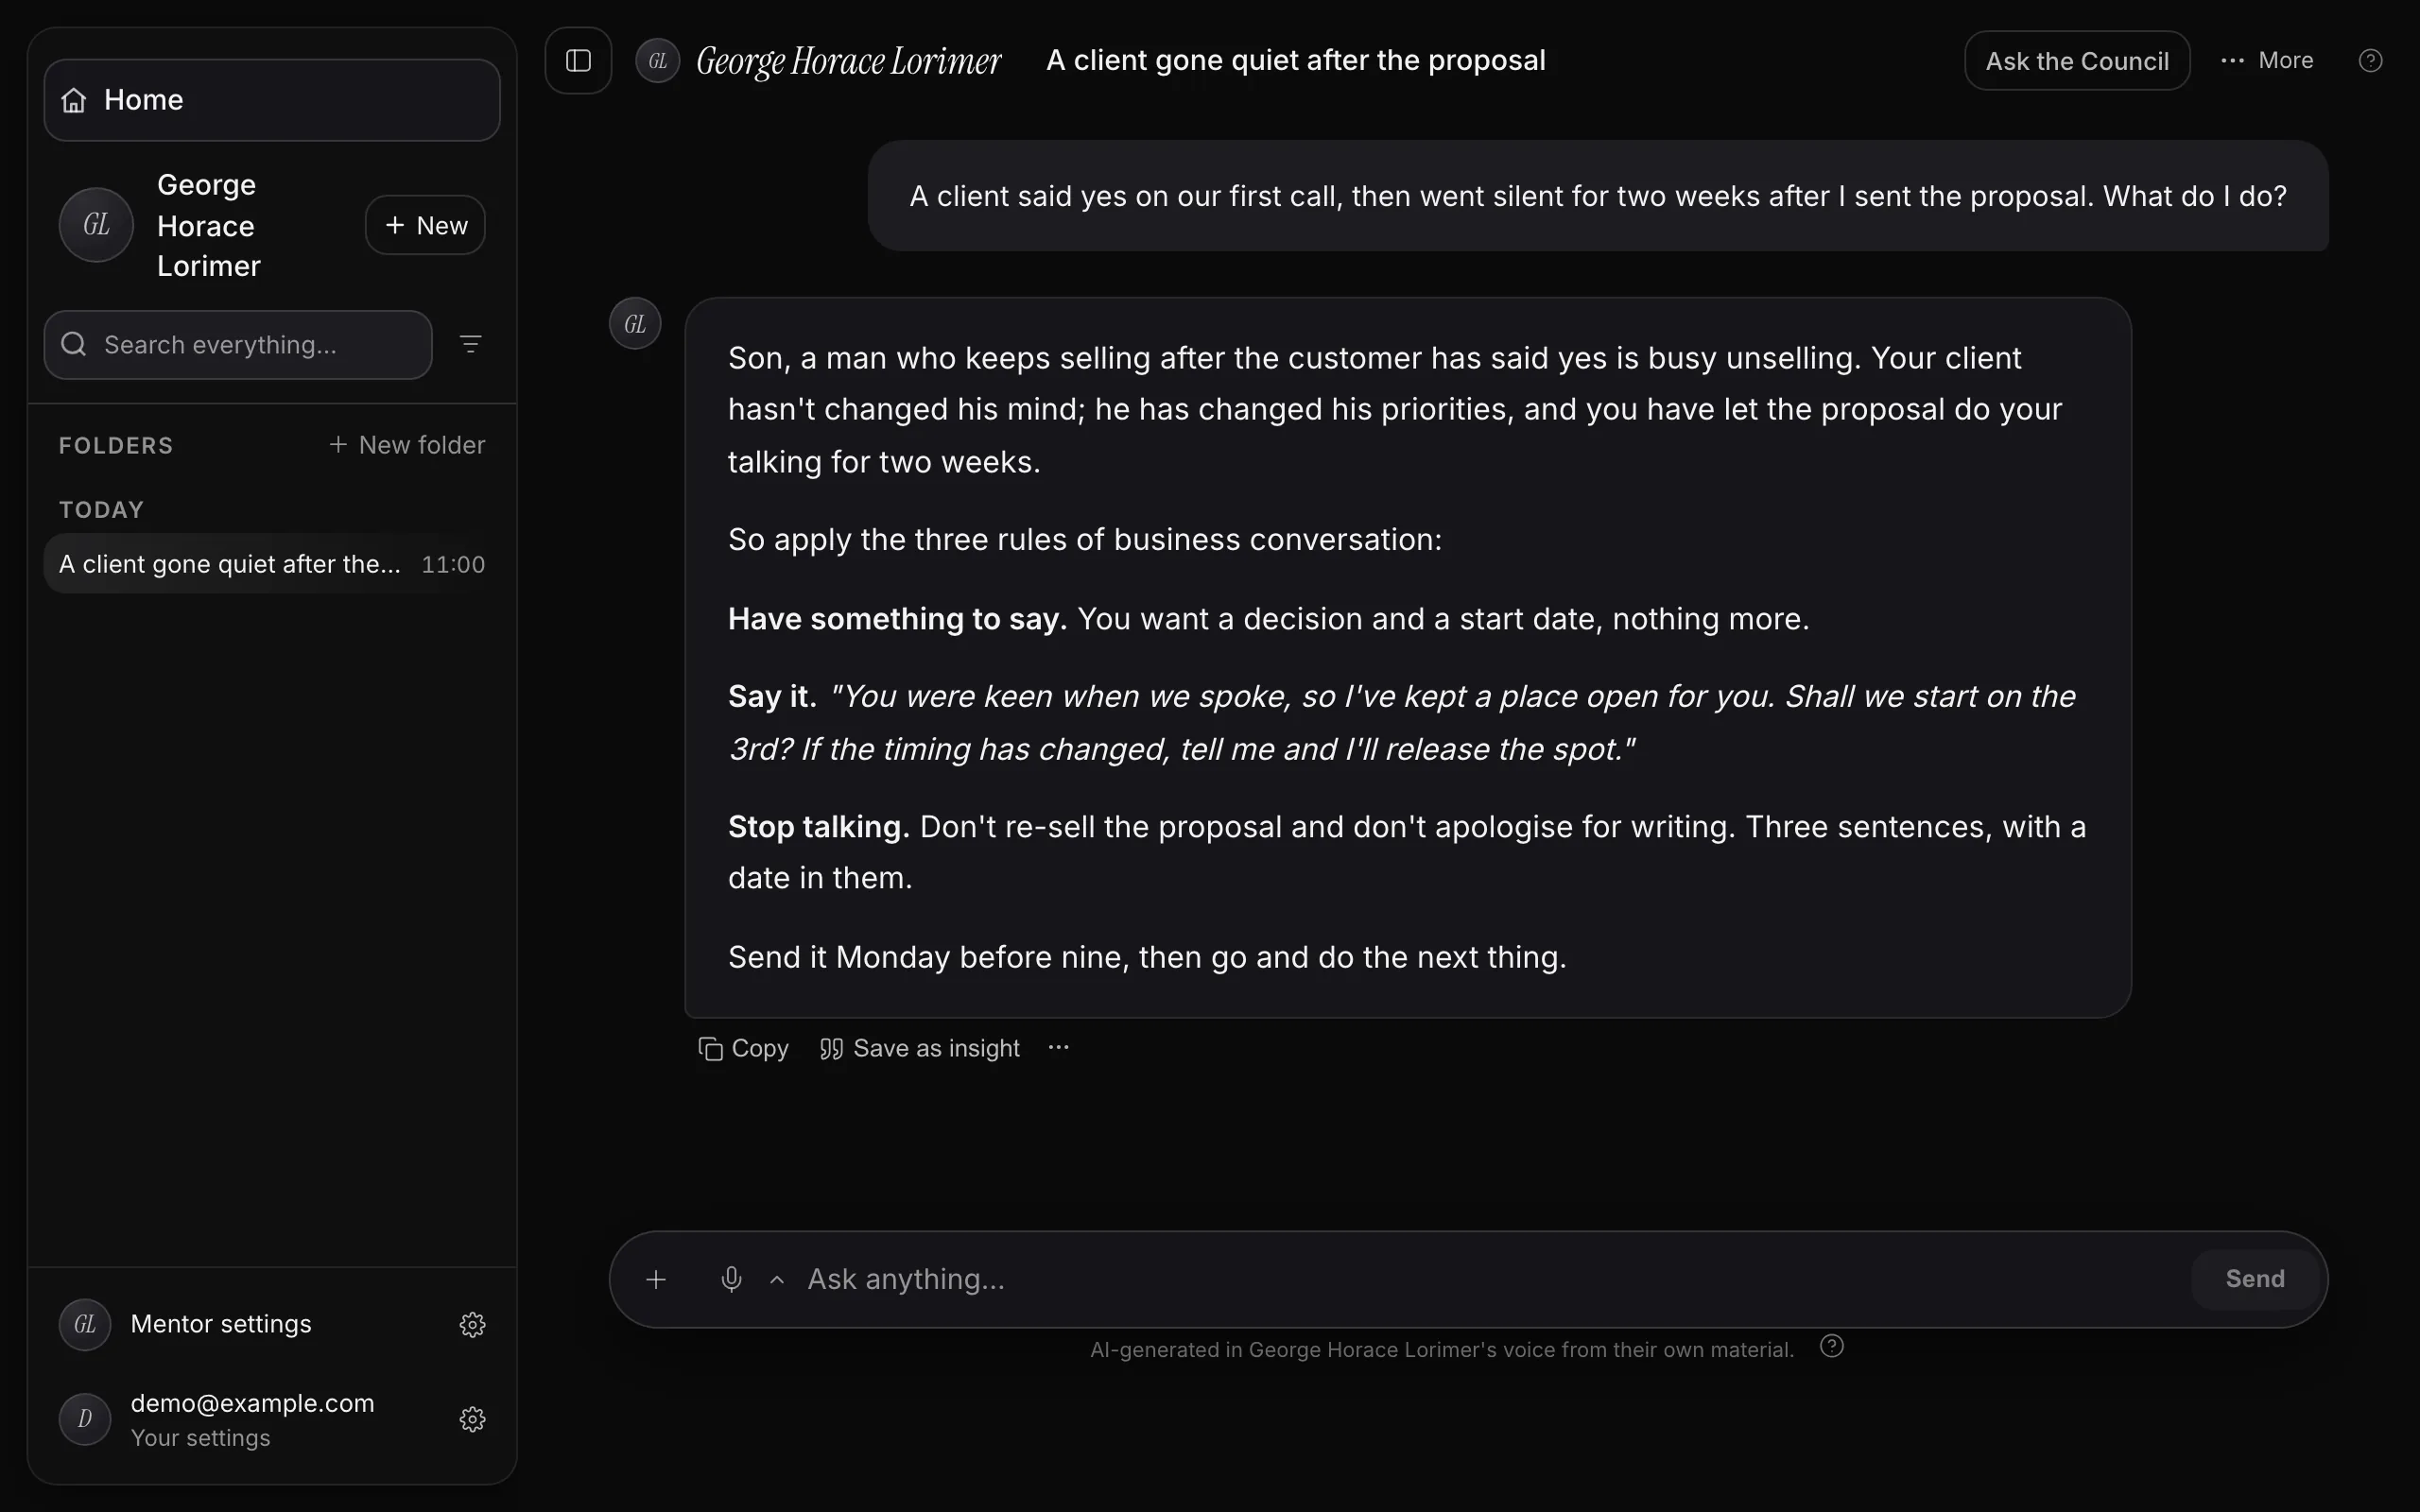 Home
GL
George
Horace
Lorimer
+ New
Search everything...
FOLDERS
+ New folder
TODAY
A client gone quiet after the... 11:00
GL
Mentor settings
D
demo@example.com
Your settings
GL
George Horace Lorimer
A client gone quiet after the proposal
Ask the Council
... More
?
A client said yes on our first call, then went silent for two weeks after I sent the proposal. What do I do?
GL
Son, a man who keeps selling after the customer has said yes is busy unselling. Your client
hasn't changed his mind; he has changed his priorities, and you have let the proposal do your
talking for two weeks.
So apply the three rules of business conversation:
Have something to say. You want a decision and a start date, nothing more.
Say it. "You were keen when we spoke, so I've kept a place open for you. Shall we start on the
3rd? If the timing has changed, tell me and I'll release the spot."
Stop talking. Don't re-sell the proposal and don't apologise for writing. Three sentences, with a
date in them.
Send it Monday before nine, then go and do the next thing.
Copy
Save as insight
...
Ask anything...
Send
AI-generated in George Horace Lorimer's voice from their own material.
?